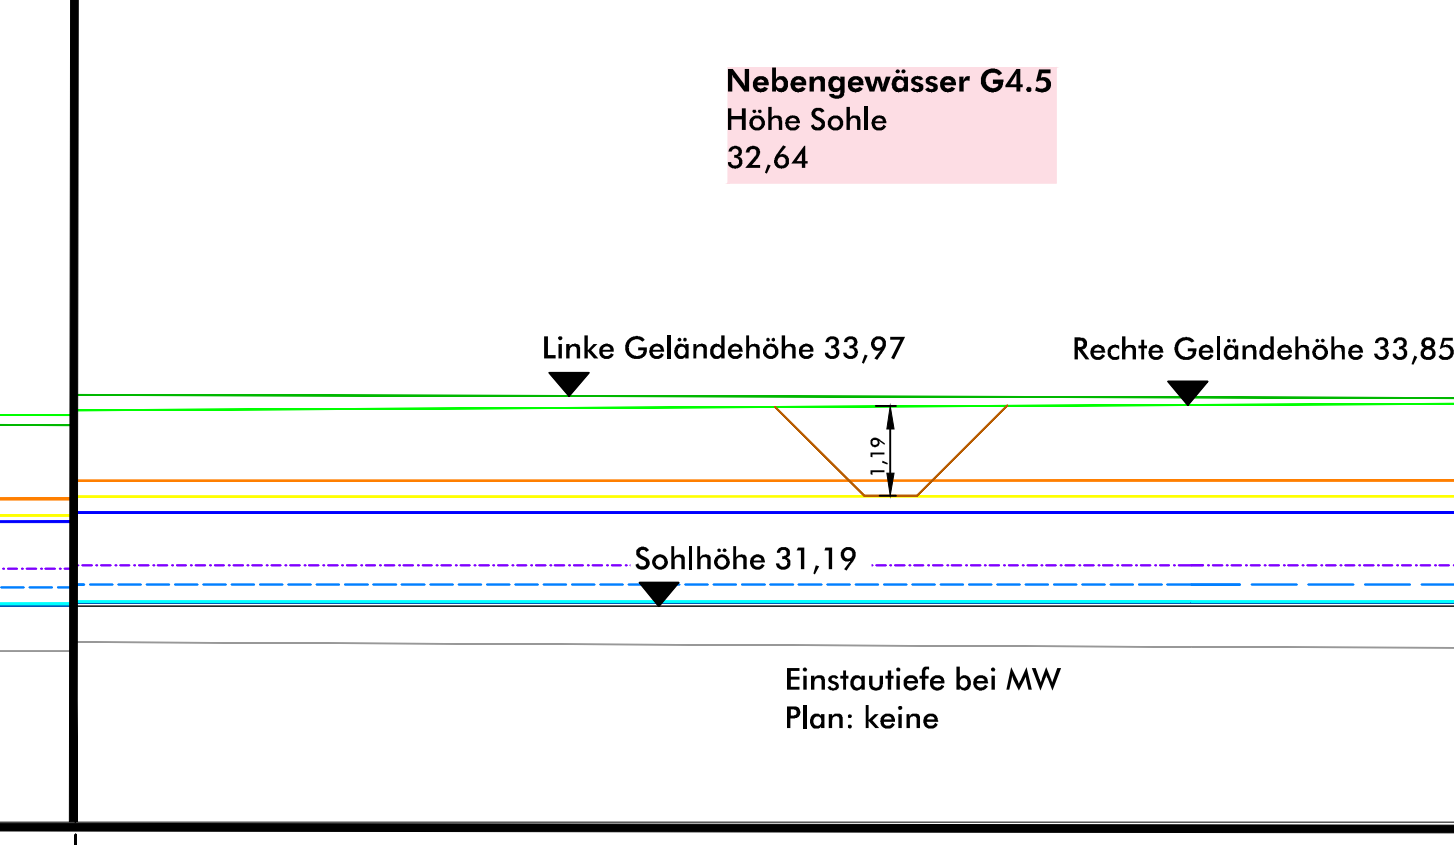 Nebengewässer G4.5
Höhe Sohle
32,64
Linke Geländehöhe 33,97
Rechte Geländehöhe 33,85
1,19
Sohlhöhe 31,19
Einstautiefe bei MW
Plan: keine